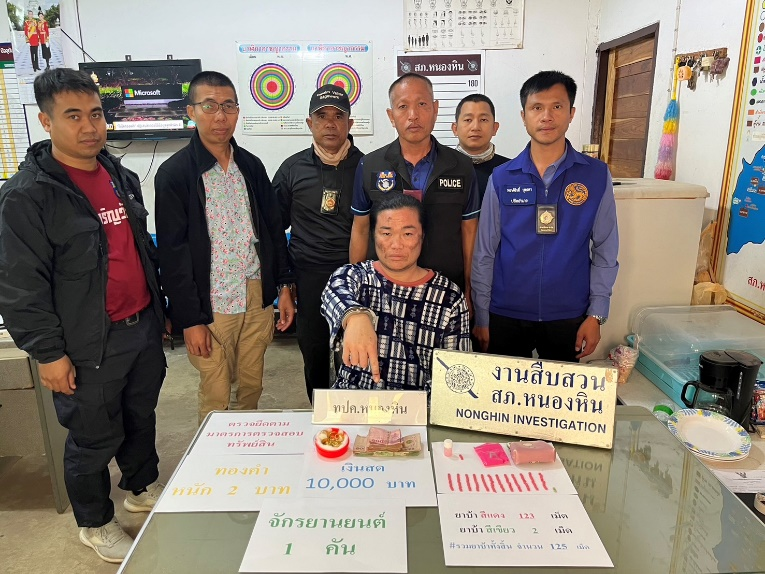 Microsoft
สภ.หนองหิน
180
POLICE
งานสืบสวน
สภ.หนองหิน
NONGHIN INVESTIGATION
ทปค.หนองหิน
ตรวจยึดตาม
มาตรการตรวจสอบ
ทรัพย์สิน
ทองคำ
หนัก 2 บาท
เงินสด
10,000 บาท
จักรยานยนต์
1 คัน
ยาบ้า สีแดง 123 เม็ด
ยาบ้า สีเขียว 2 เม็ด
#รวมยาบ้าทั้งสิ้น จำนวน 125 เม็ด